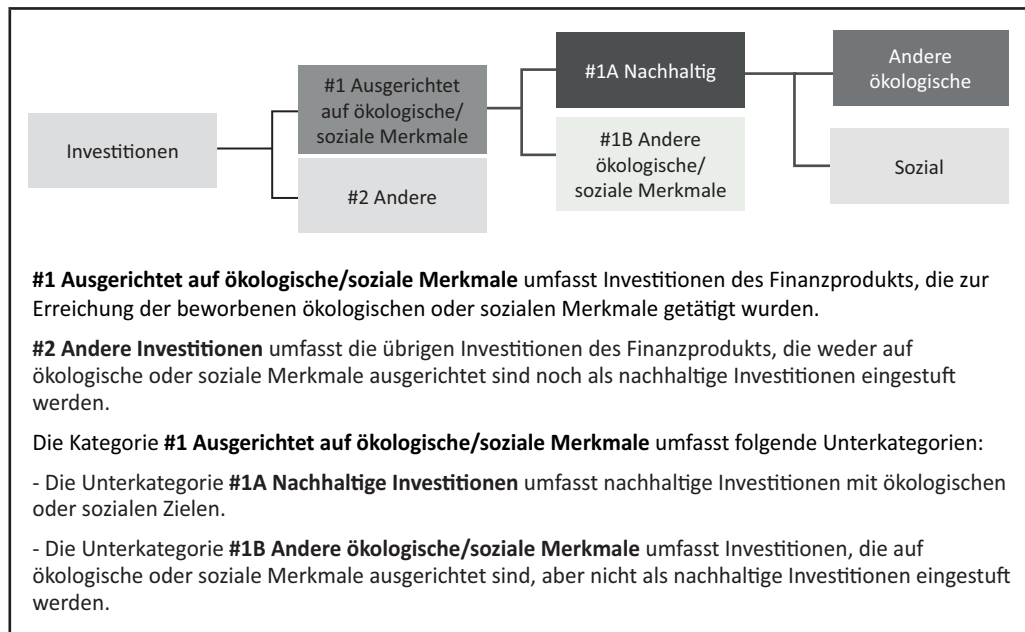 Investitionen
#1 Ausgerichtet
auf ökologische/
soziale Merkmale
#2 Andere
#1A Nachhaltig
#1B Andere
ökologische/
soziale Merkmale
Andere
ökologische
Sozial
#1 Ausgerichtet auf ökologische/soziale Merkmale umfasst Investitionen des Finanzprodukts, die zur
Erreichung der beworbenen ökologischen oder sozialen Merkmale getätigt wurden.
#2 Andere Investitionen umfasst die übrigen Investitionen des Finanzprodukts, die weder auf
ökologische oder soziale Merkmale ausgerichtet sind noch als nachhaltige Investitionen eingestuft
werden.
Die Kategorie #1 Ausgerichtet auf ökologische/soziale Merkmale umfasst folgende Unterkategorien:
- Die Unterkategorie #1A Nachhaltige Investitionen umfasst nachhaltige Investitionen mit ökologischen
oder sozialen Zielen.
- Die Unterkategorie #1B Andere ökologische/soziale Merkmale umfasst Investitionen, die auf
ökologische oder soziale Merkmale ausgerichtet sind, aber nicht als nachhaltige Investitionen eingestuft
werden.